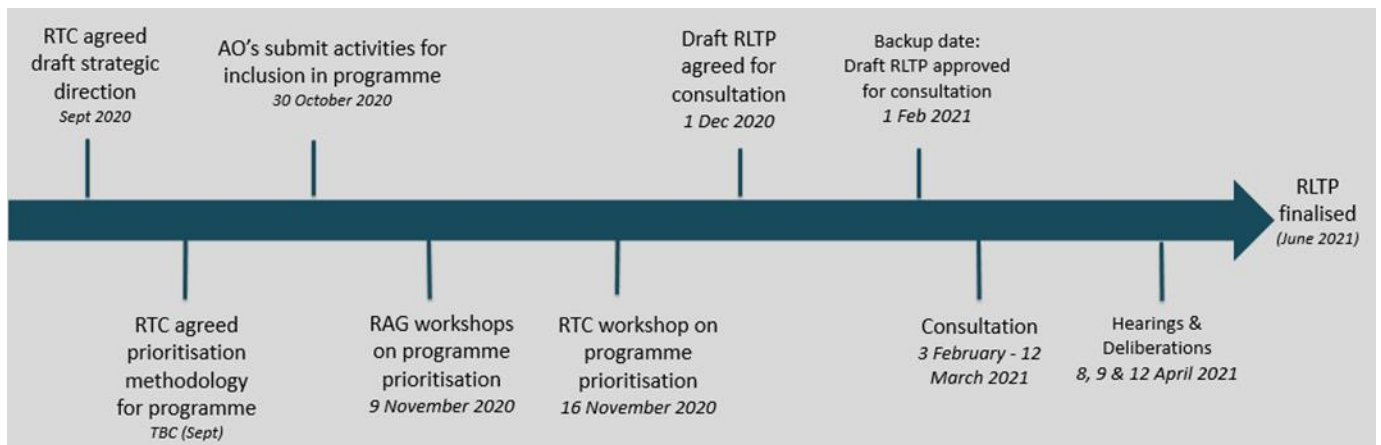 RTC agreed
draft strategic
direction
Sept 2020
AO's submit activities for
inclusion in programme
30 October 2020
Draft RLTP
agreed for
consultation
1 Dec 2020
Backup date:
Draft RLTP approved
for consultation
1 Feb 2021
RLTP
finalised
(June 2021)
RTC agreed
prioritisation
methodology
for programme
TBC (Sept)
RAG workshops
on programme
prioritisation
9 November 2020
RTC workshop on
programme
prioritisation
16 November 2020
Consultation
3 February - 12
March 2021
Hearings &
Deliberations
8, 9 & 12 April 2021